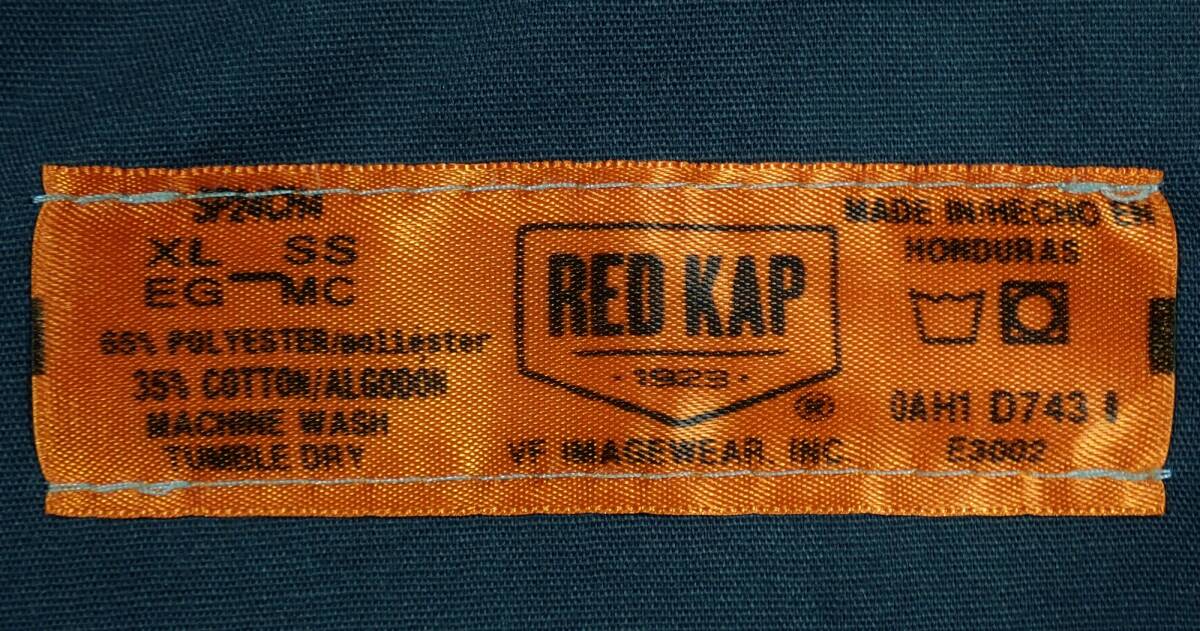 XL SS
EG MC
65% POLYESTER/poliéster
35% COTTON/ALGODON
MACHINE WASH
TUMBLE DRY
RED KAP
·1923·
®
VF IMAGEWEAR, INC.
MADE IN/HECHO EN
HONDURAS
0AH1 D743
E3002